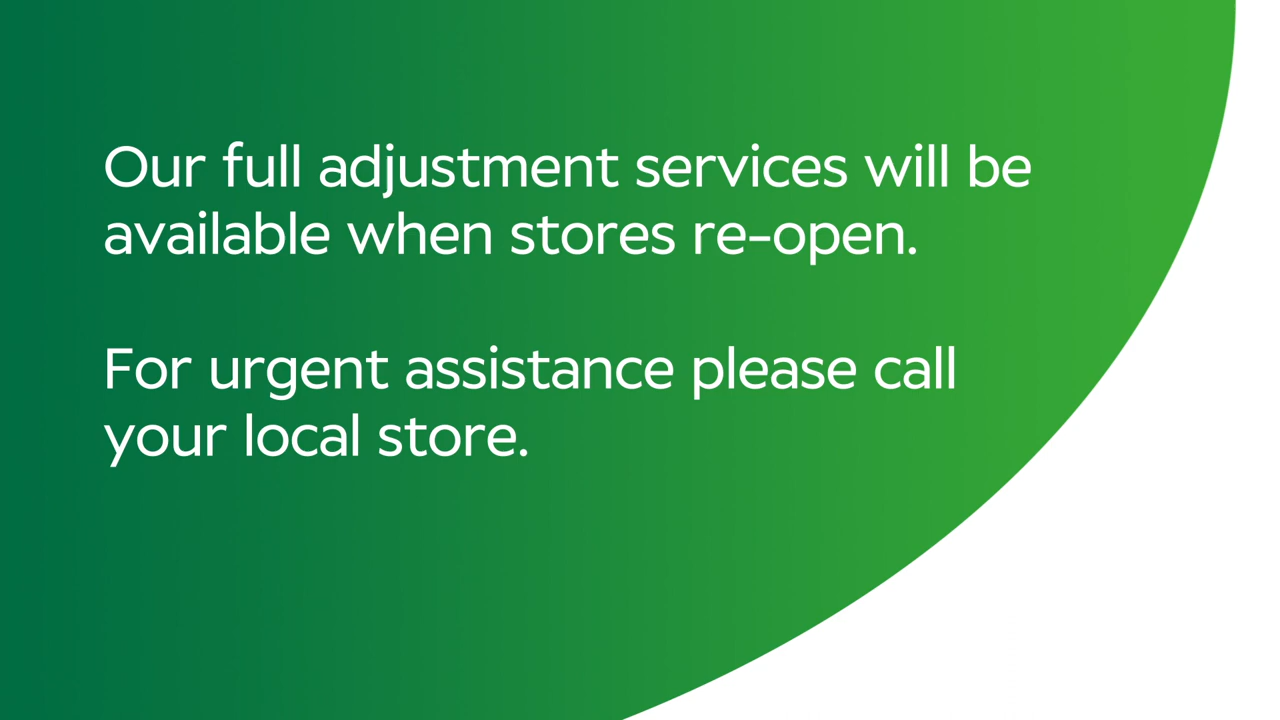 Our full adjustment services will be
available when stores re-open.
For urgent assistance please call
your local store.